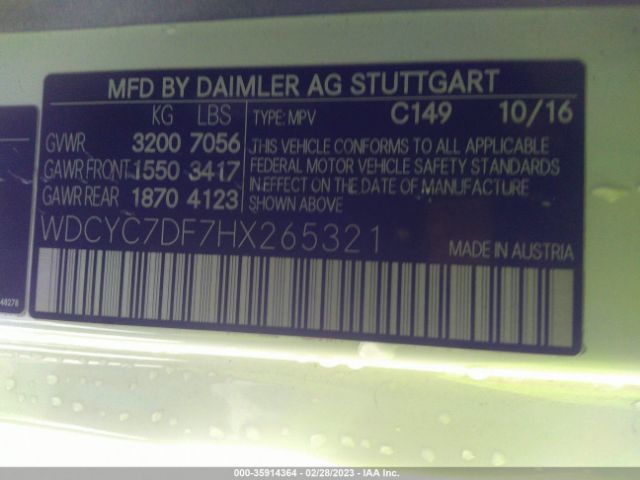 MFD BY DAIMLER AG STUTTGART
KG LBS TYPE: MPV C149 10/16
GVWR 3200 7056
GAWR FRONT 1550 3417
GAWR REAR 1870 4123
THIS VEHICLE CONFORMS TO ALL APPLICABLE
FEDERAL MOTOR VEHICLE SAFETY STANDARDS
IN EFFECT ON THE DATE OF MANUFACTURE
SHOWN ABOVE
WDCYC7DF7HX265321
MADE IN AUSTRIA
48278
000-35914364 - 02/28/2023 - IAA Inc.